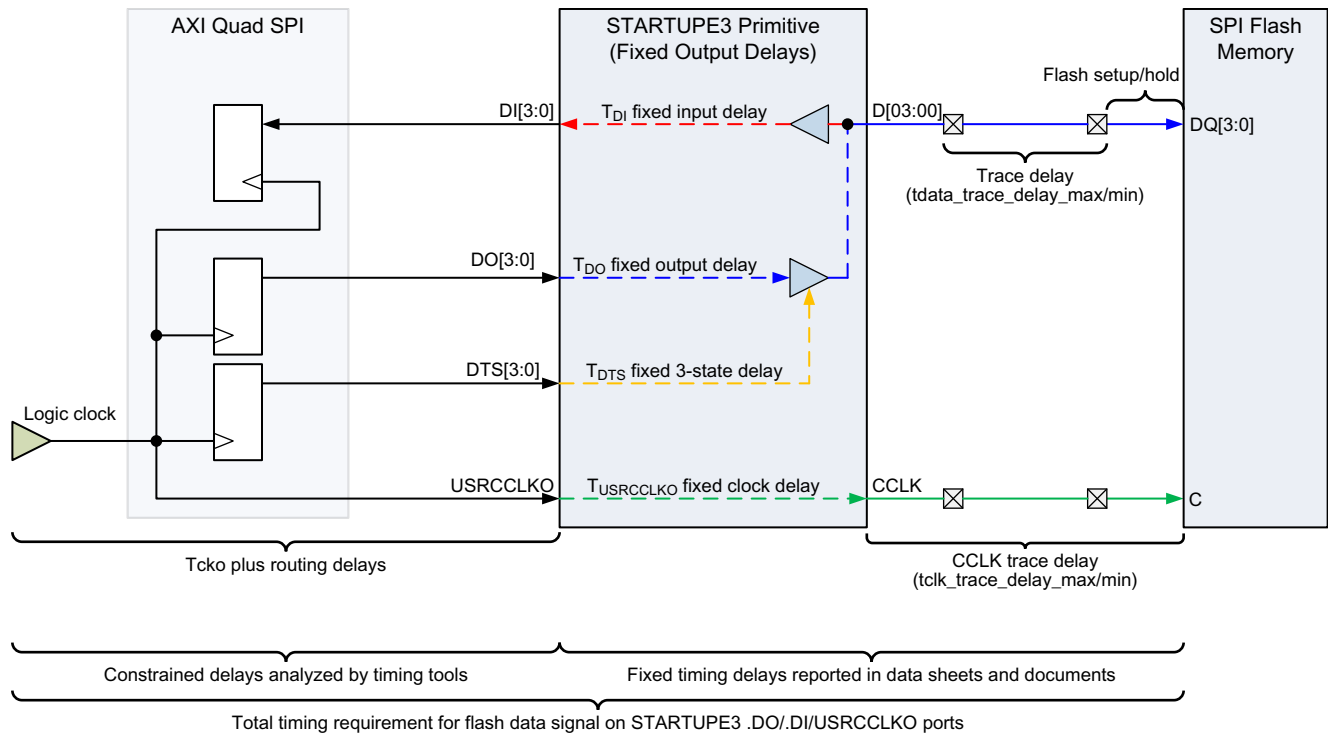 AXI Quad SPI
STARTUPE3 Primitive
(Fixed Output Delays)
SPI Flash
Memory
Flash setup/hold
DI[3:0]
TDI fixed input delay
D[03:00]
DQ[3:0]
Trace delay
(tdata_trace_delay_max/min)
DO[3:0]
TDO fixed output delay
DTS[3:0]
TDTS fixed 3-state delay
Logic clock
USRCCLKO
TUSRCCLKO fixed clock delay
CCLK
C
Tcko plus routing delays
CCLK trace delay
(tclk_trace_delay_max/min)
Constrained delays analyzed by timing tools
Fixed timing delays reported in data sheets and documents
Total timing requirement for flash data signal on STARTUPE3 .DO/.DI/USRCCLKO ports